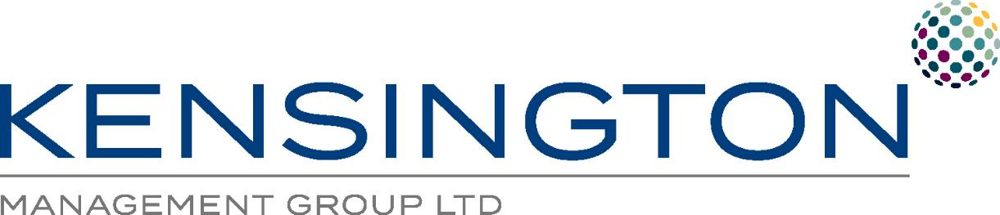 KENSINGTON
MANAGEMENT GROUP LTD